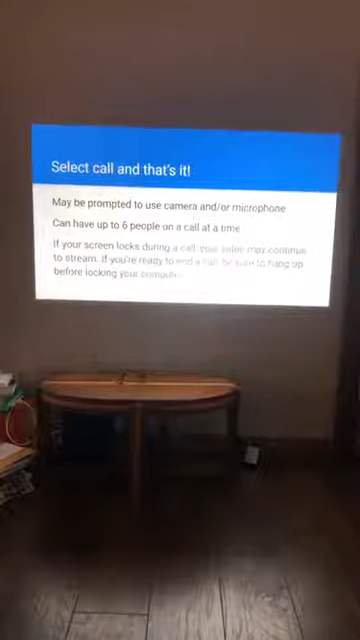 Select call and that's it!
May be prompted to use camera and/or microphone
Can have up to 6 people on a call at a time
If your screen locks during a call, your video may continue
to stream. If you're ready to end a call, be sure to hang up
before locking your computer